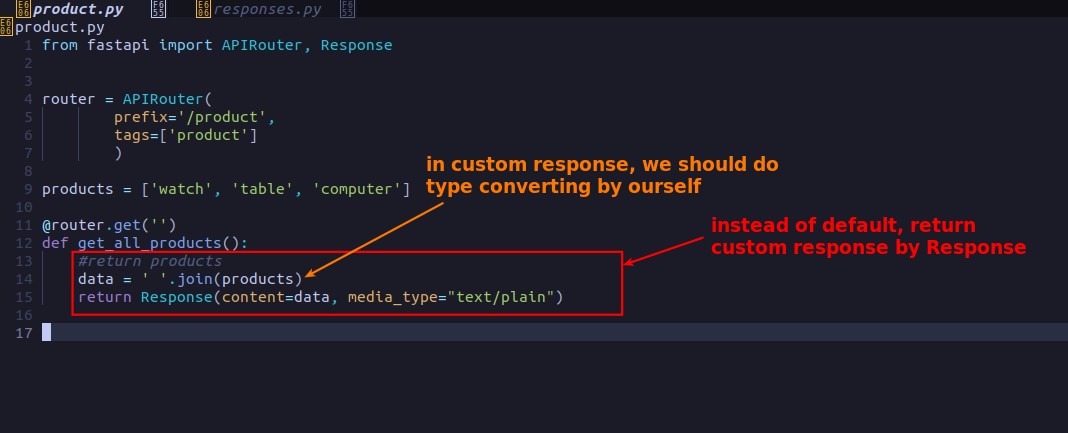 product.py responses.py
product.py
1 from fastapi import APIRouter, Response
2
3
4 router = APIRouter(
5 prefix='/product',
6 tags=['product']
7 )
8
in custom response, we should do
type converting by ourself
9 products = ['watch', 'table', 'computer']
10
11 @router.get('')
instead of default, return
custom response by Response
12 def get_all_products():
13 #return products
14 data = ' '.join(products)
15 return Response(content=data, media_type="text/plain")
16
17